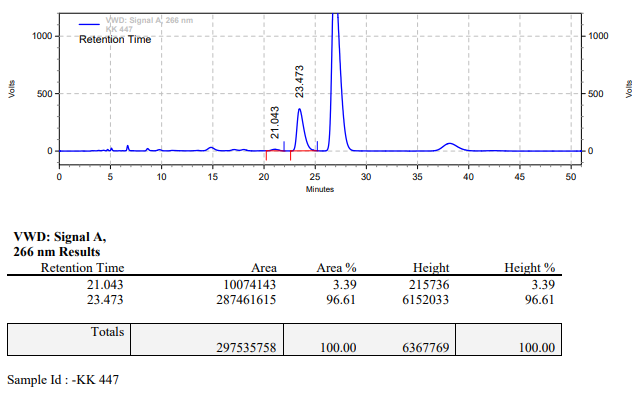 VWD: Signal A, 266 nm
KK 447
Retention Time
1000
500
0
Volts
21.043
23.473
1000
500
0
Volts
0 5 10 15 20 25 30 35 40 45 50
Minutes
VWD: Signal A,
266 nm Results
Retention Time Area Area % Height Height %
21.043 10074143 3.39 215736 3.39
23.473 287461615 96.61 6152033 96.61
Totals
297535758 100.00 6367769 100.00
Sample Id : -KK 447